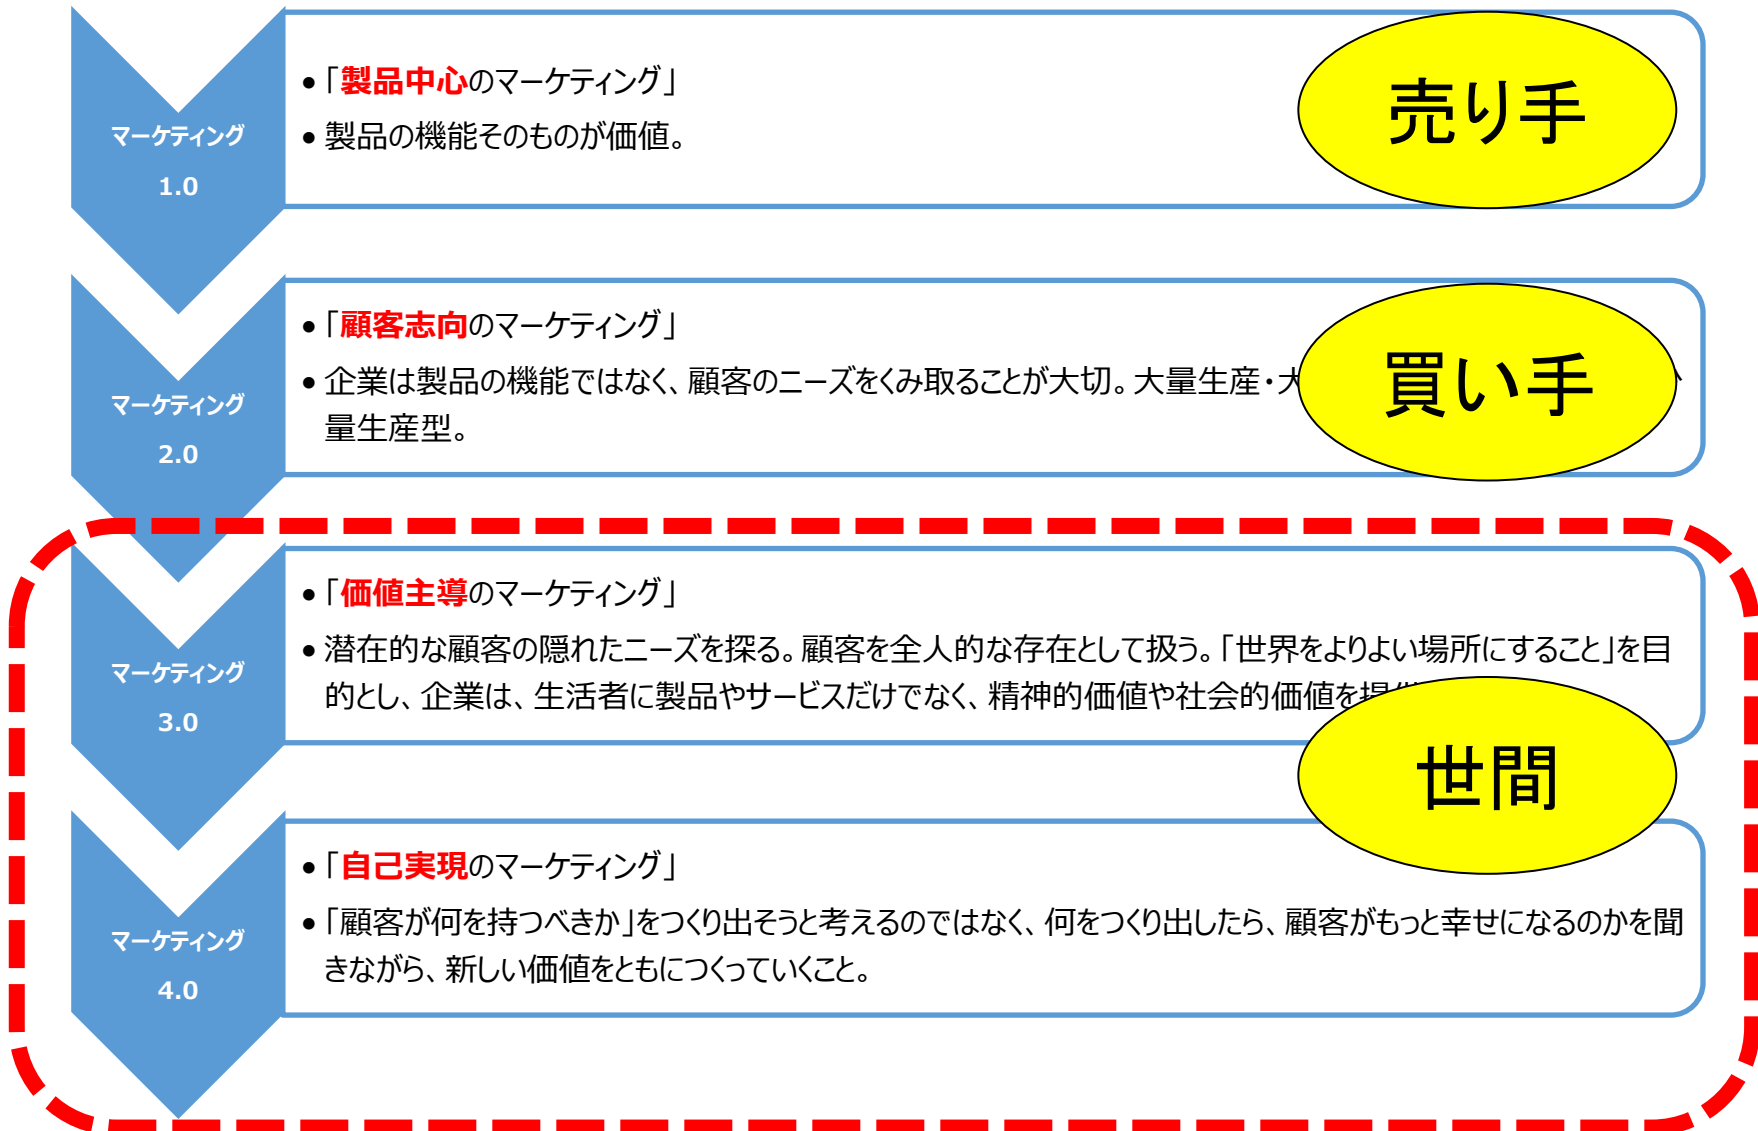 マーケティング
1.0
•「製品中心のマーケティング」
•製品の機能そのものが価値。
売り手
マーケティング
2.0
•「顧客志向のマーケティング」
•企業は製品の機能ではなく、顧客のニーズをくみ取ることが大切。大量生産・
量生産型。
買い手
マーケティング
3.0
•「価値主導のマーケティング」
•潜在的な顧客の隠れたニーズを探る。顧客を全人的な存在として扱う。「世界をよりよい場所にすること」を目
的とし、企業は、生活者に製品やサービスだけでなく、精神的価値や社会的価値を
世間
マーケティング
4.0
•「自己実現のマーケティング」
•「顧客が何を持つべきか」をつくり出そうと考えるのではなく、何をつくり出したら、顧客がもっと幸せになるのかを聞
きながら、新しい価値をともにつくっていくこと。